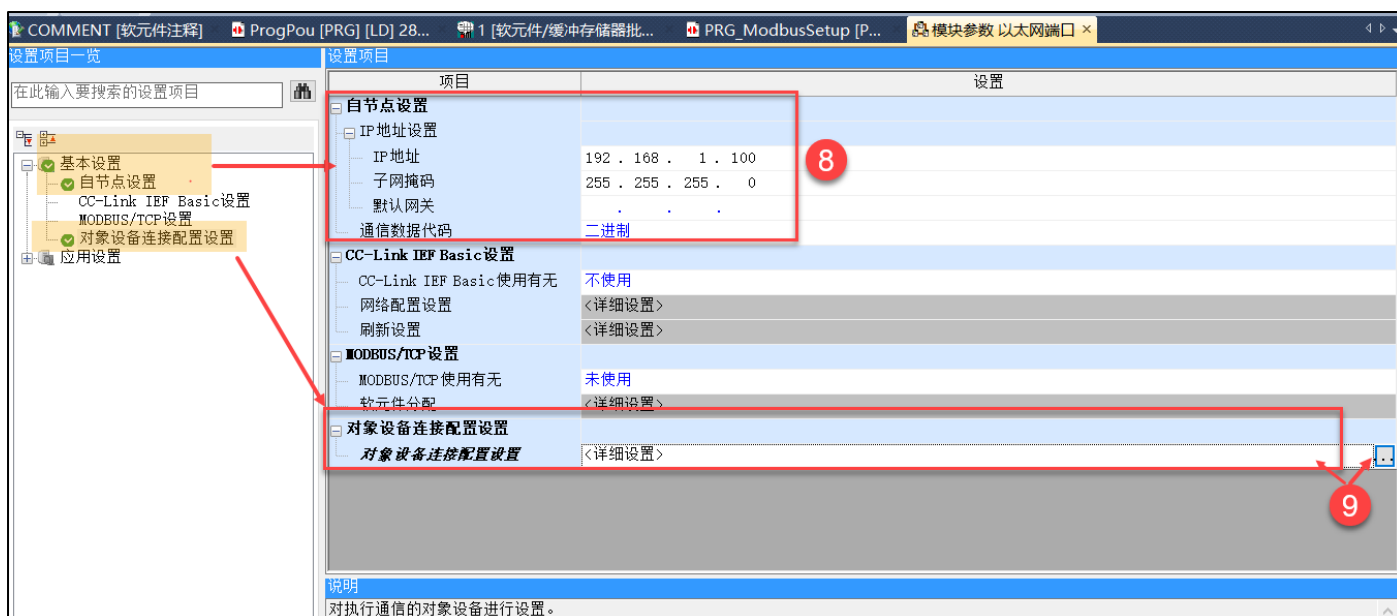 COMMENT [软元件注释] ProgPou [PRG] [LD] 28... 1 [软元件/缓冲存储器批... PRG_ModbusSetup [P... 模块参数 以太网端口 ×
设置项目一览
在此输入要搜索的设置项目
基本设置
自节点设置
CC-Link IEF Basic设置
MODBUS/TCP设置
对象设备连接配置设置
应用设置
设置项目
项目 设置
自节点设置
IP地址设置
IP地址 192 . 168 . 1 . 100
子网掩码 255 . 255 . 255 . 0
默认网关 . . .
通信数据代码 二进制
8
CC-Link IEF Basic设置
CC-Link IEF Basic使用有无 不使用
网络配置设置 <详细设置>
刷新设置 <详细设置>
MODBUS/TCP设置
MODBUS/TCP使用有无 未使用
软元件分配 <详细设置>
对象设备连接配置设置
对象设备连接配置设置 <详细设置> ..
9
说明
对执行通信的对象设备进行设置。